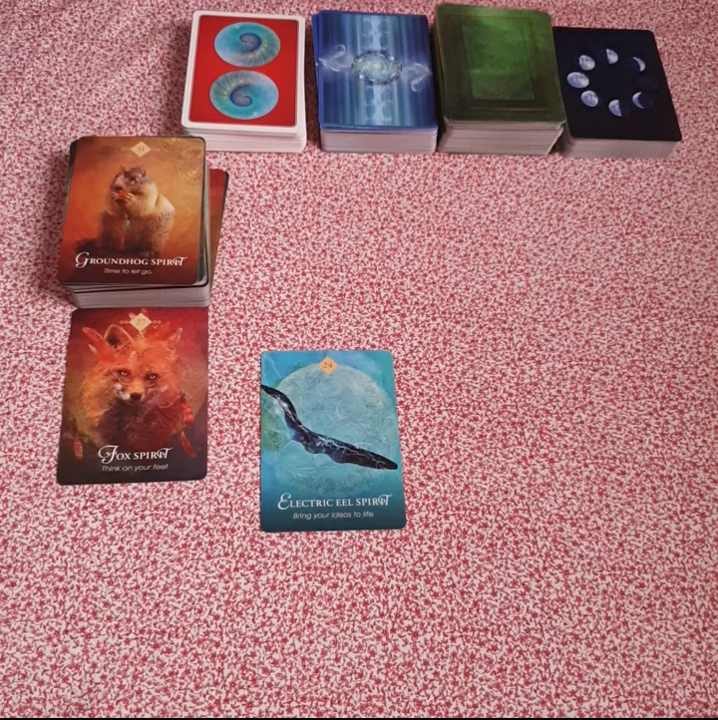 GROUNDHOG SPIRIT
Time to let go.
FOX SPIRIT
Think on your feet
24
ELECTRIC EEL SPIRIT
Bring your ideas to life.